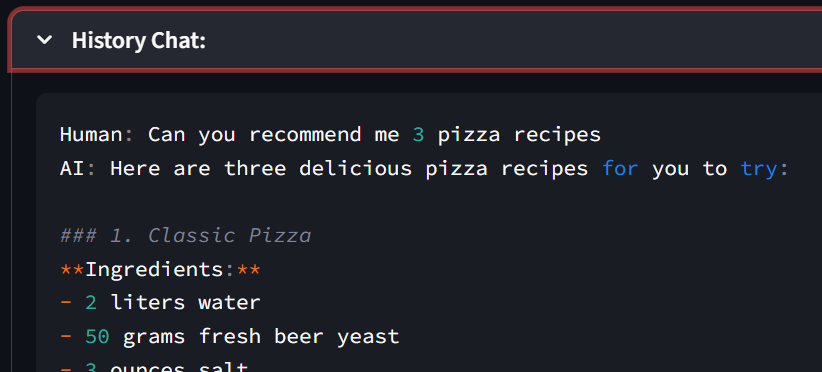 History Chat:
Human: Can you recommend me 3 pizza recipes
AI: Here are three delicious pizza recipes for you to try:
### 1. Classic Pizza
**Ingredients:**
- 2 liters water
- 50 grams fresh beer yeast
- 3 ounces salt